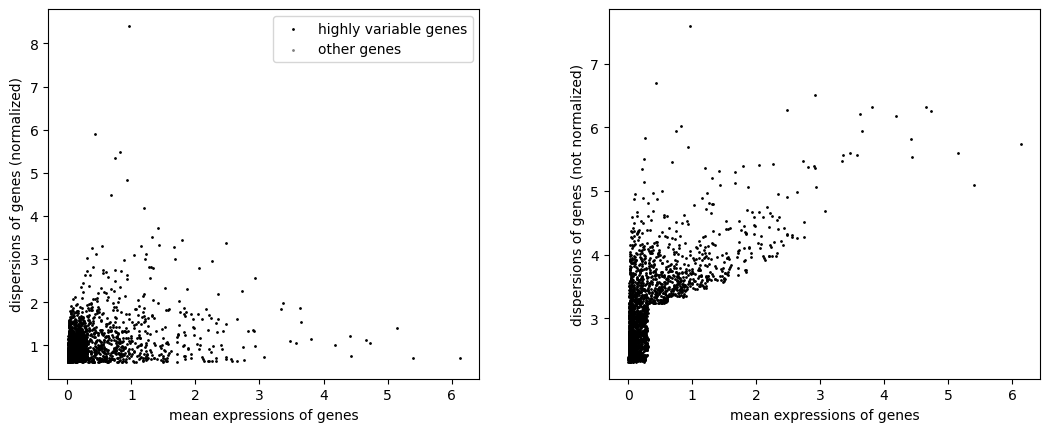 8
7
6
5
4
3
2
1
dispersions of genes (normalized)
highly variable genes
other genes
0 1 2 3 4 5 6
mean expressions of genes
7
6
5
4
3
dispersions of genes (not normalized)
0 1 2 3 4 5 6
mean expressions of genes